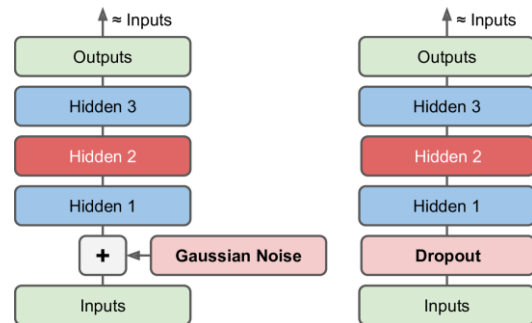 ≈ Inputs
Outputs
Hidden 3
Hidden 2
Hidden 1
+
Gaussian Noise
Inputs
≈ Inputs
Outputs
Hidden 3
Hidden 2
Hidden 1
Dropout
Inputs